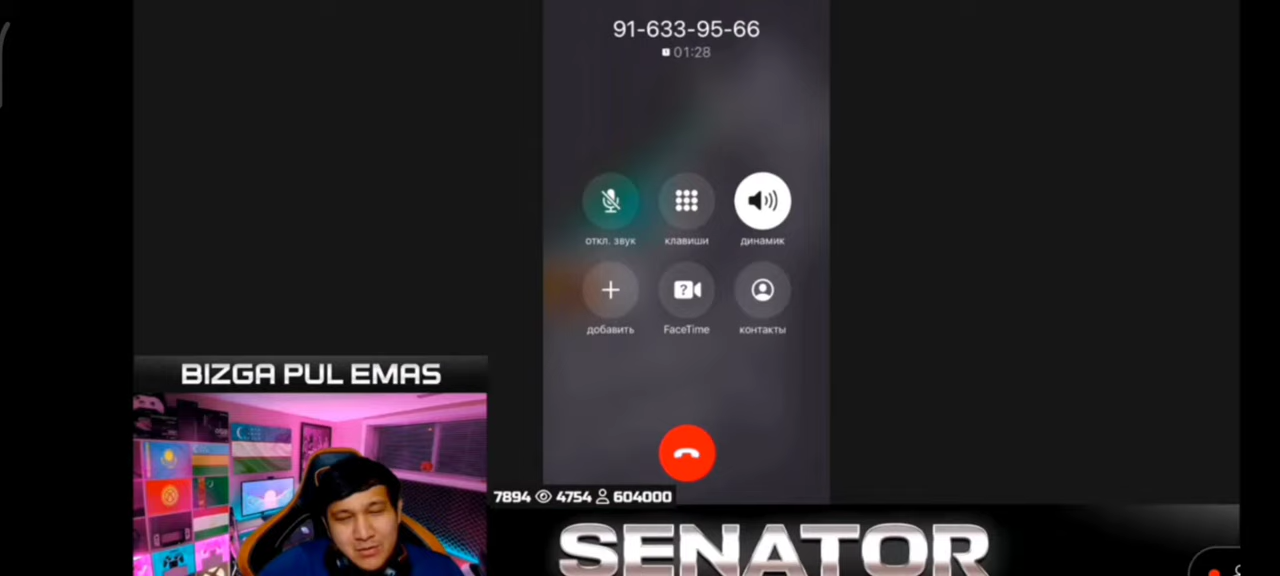 91-633-95-66
01:28
откл. звук
клавиши
динамик
добавить
FaceTime
контакты
BIZGA PUL EMAS
7894 4754 604000
SENATOR